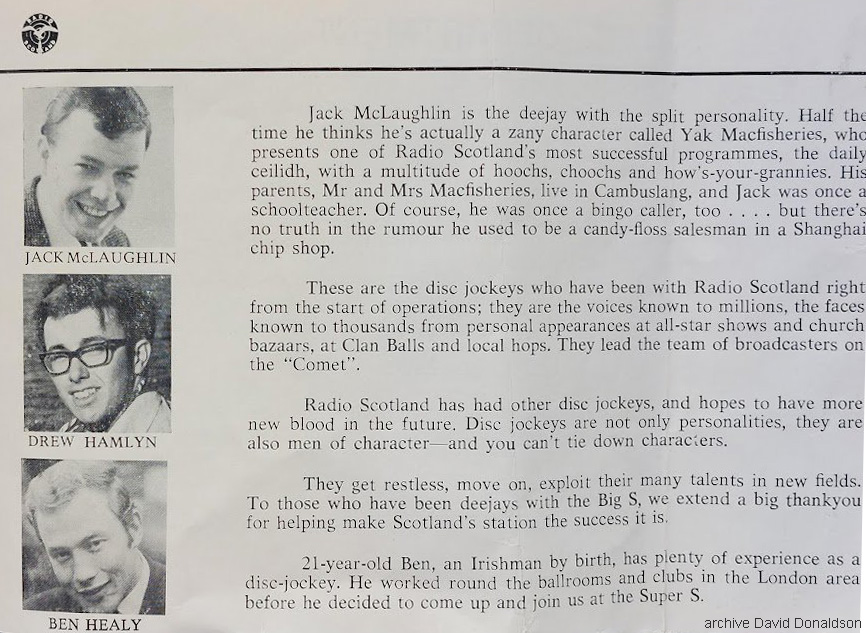 RADIO
SCOTLAND
Jack McLaughlin is the deejay with the split personality. Half the
time he thinks he's actually a zany character called Yak Macfisheries, who
presents one of Radio Scotland's most successful programmes, the daily
ceilidh, with a multitude of hoochs, choochs and how's-your-grannies. His
parents, Mr and Mrs Macfisheries, live in Cambuslang, and Jack was once a
schoolteacher. Of course, he was once a bingo caller, too . . . . but there's
no truth in the rumour he used to be a candy-floss salesman in a Shanghai
chip shop.
JACK McLAUGHLIN
These are the disc jockeys who have been with Radio Scotland right
from the start of operations; they are the voices known to millions, the faces
known to thousands from personal appearances at all-star shows and church
bazaars, at Clan Balls and local hops. They lead the team of broadcasters on
the “Comet”.
DREW HAMLYN
Radio Scotland has had other disc jockeys, and hopes to have more
new blood in the future. Disc jockeys are not only personalities, they are
also men of character—and you can't tie down characters.
They get restless, move on, exploit their many talents in new fields.
To those who have been deejays with the Big S, we extend a big thankyou
for helping make Scotland's station the success it is.
21-year-old Ben, an Irishman by birth, has plenty of experience as a
disc-jockey. He worked round the ballrooms and clubs in the London area
before he decided to come up and join us at the Super S.
BEN HEALY
archive David Donaldson